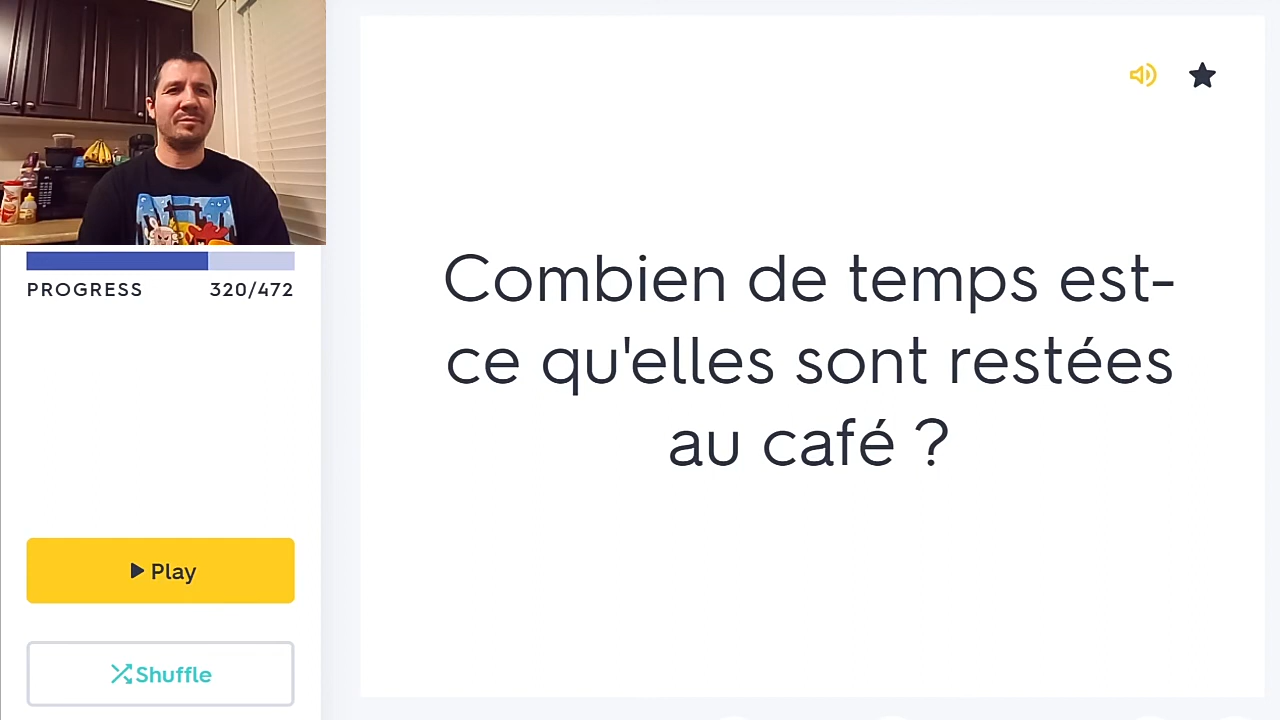 Combien de temps est-
ce qu'elles sont restées
au café ?
PROGRESS 320/472
Play
Shuffle